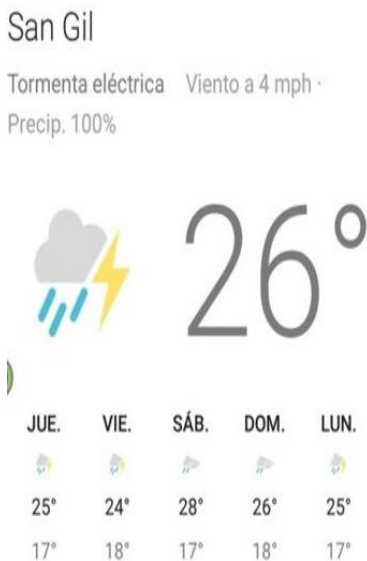 San Gil
Tormenta eléctrica Viento a 4 mph ·
Precip. 100%
26°
JUE. VIE. SÁB. DOM. LUN.
25° 24° 28° 26° 25°
17° 18° 17° 18° 17°